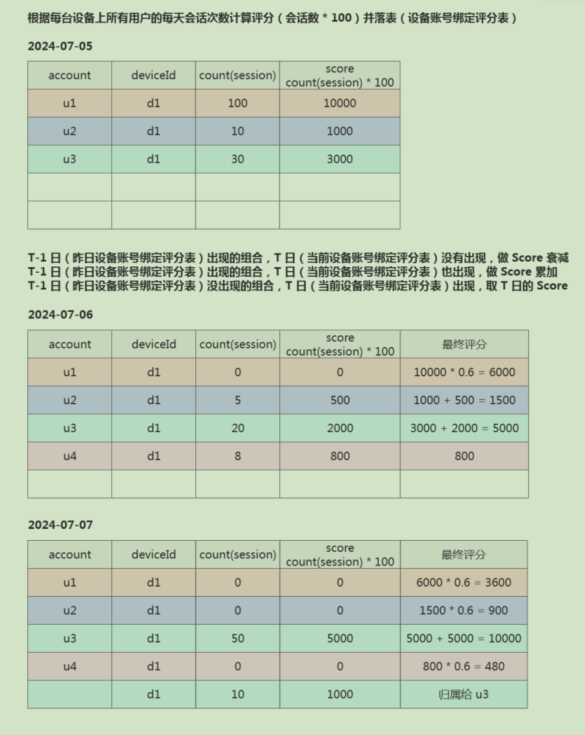 根据每台设备上所有用户的每天会话次数计算评分 ( 会话数 * 100 ) 并落表 ( 设备账号绑定评分表 )
2024-07-05
account deviceId count(session) score count(session) * 100
u1 d1 100 10000
u2 d1 10 1000
u3 d1 30 3000
T-1 日 ( 昨日设备账号绑定评分表 ) 出现的组合 , T 日 ( 当前设备账号绑定评分表 ) 没有出现 , 做 Score 衰减
T-1 日 ( 昨日设备账号绑定评分表 ) 出现的组合 , T 日 ( 当前设备账号绑定评分表 ) 也出现 , 做 Score 累加
T-1 日 ( 昨日设备账号绑定评分表 ) 没出现的组合 , T 日 ( 当前设备账号绑定评分表 ) 出现 , 取 T 日的 Score
2024-07-06
account deviceId count(session) score count(session) * 100 最终评分
u1 d1 0 0 10000 * 0.6 = 6000
u2 d1 5 500 1000 + 500 = 1500
u3 d1 20 2000 3000 + 2000 = 5000
u4 d1 8 800 800
2024-07-07
account deviceId count(session) score count(session) * 100 最终评分
u1 d1 0 0 6000 * 0.6 = 3600
u2 d1 0 0 1500 * 0.6 = 900
u3 d1 50 5000 5000 + 5000 = 10000
u4 d1 0 0 800 * 0.6 = 480
d1 10 1000 归属给 u3